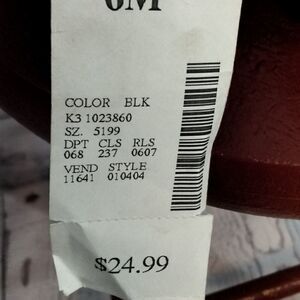 6M
COLOR BLK
K3 1023860
SZ. 5199
DPT CLS RLS
068 237 0607
VEND STYLE
11641 010404
$24.99